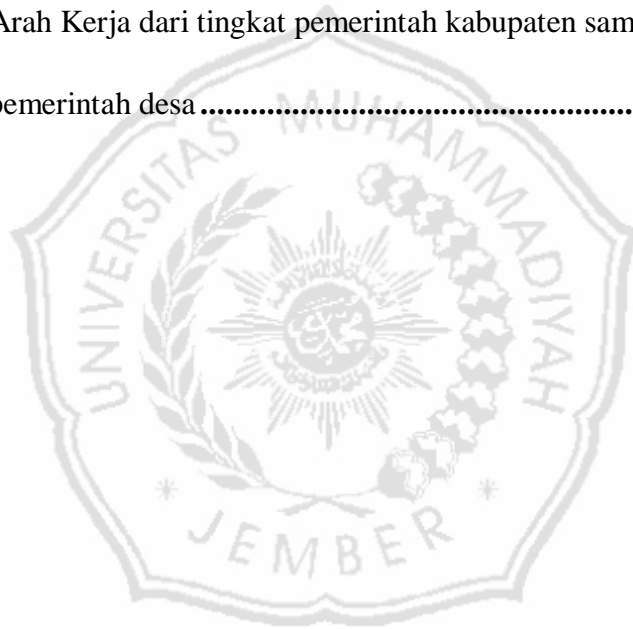 Arah Kerja dari tingkat pemerintah kabupaten sam
pemerintah desa.....................................................
UNIVERSITAS MUHAMMADIYAH
JEMBER